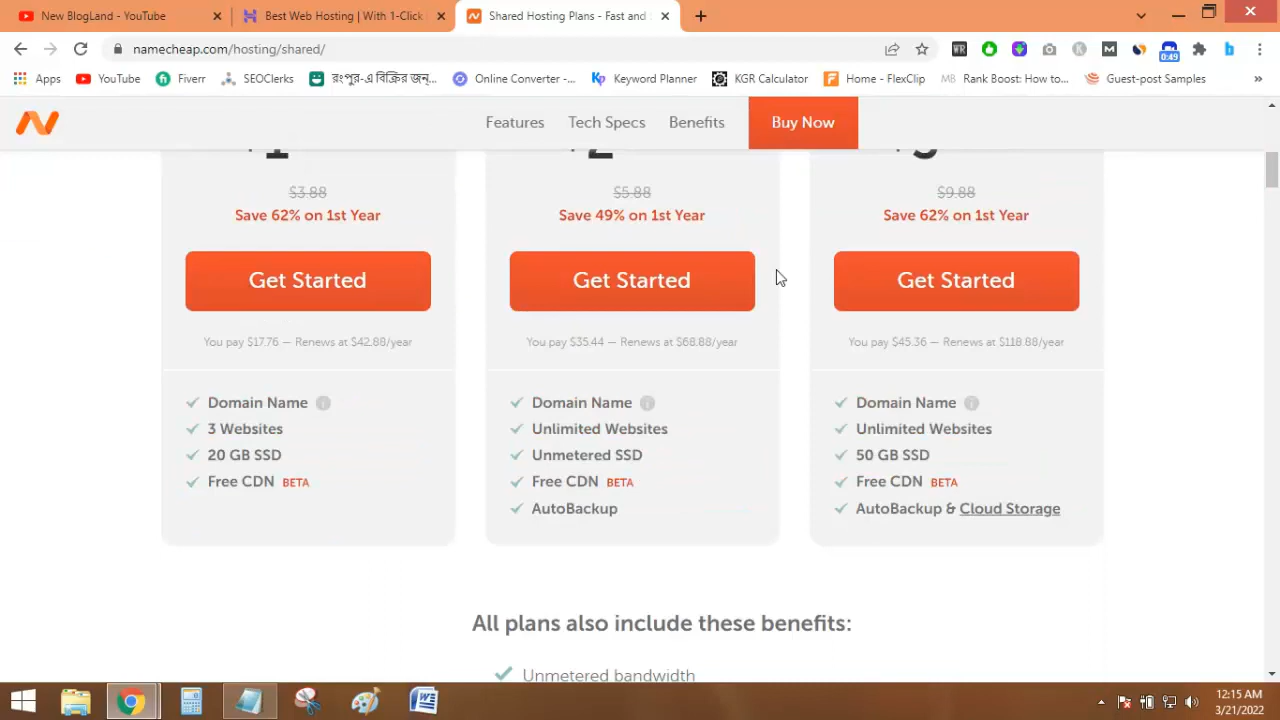 New BlogLand - YouTube
Best Web Hosting | With 1-Click
Shared Hosting Plans - Fast and
namecheap.com/hosting/shared/
0:49
Apps YouTube Fiverr SEOClerks রংপুর-এ বিক্রির জন্... Online Converter -... Keyword Planner KGR Calculator Home - FlexClip MB Rank Boost: How to... Guest-post Samples »
Features Tech Specs Benefits Buy Now
$3.88 $5.88 $9.88
Save 62% on 1st Year Save 49% on 1st Year Save 62% on 1st Year
Get Started Get Started Get Started
You pay $17.76 — Renews at $42.88/year You pay $35.44 — Renews at $68.88/year You pay $45.36 — Renews at $118.88/year
Domain Name
3 Websites
20 GB SSD
Free CDN BETA
Domain Name
Unlimited Websites
Unmetered SSD
Free CDN BETA
AutoBackup
Domain Name
Unlimited Websites
50 GB SSD
Free CDN BETA
AutoBackup & Cloud Storage
All plans also include these benefits:
Unmetered bandwidth
12:15 AM
3/21/2022